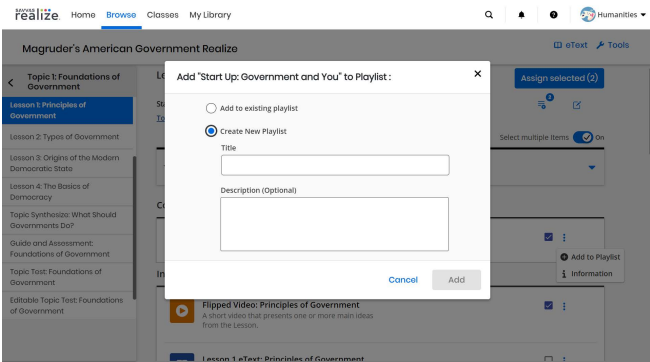 SAVVAS
realize. Home Browse Classes My Library Humanities
Magruder's American Government Realize eText Tools
Topic 1: Foundations of
Government
Lesson 1: Principles of
Government
Lesson 2: Types of Government
Lesson 3: Origins of the Modern
Democratic State
Lesson 4: The Basics of
Democracy
Topic Synthesize: What Should
Governments Do?
Guide and Assessment:
Foundations of Government
Topic Test: Foundations of
Government
Editable Topic Test: Foundations
of Government
Add "Start Up: Government and You" to Playlist :
Add to existing playlist
Create New Playlist
Title
Description (Optional)
Cancel Add
Assign selected (2)
2
Select multiple items On
Add to Playlist
Information
Flipped Video: Principles of Government
A short video that presents one or more main ideas
from the Lesson.
Lesson 1 eText: Principles of Government